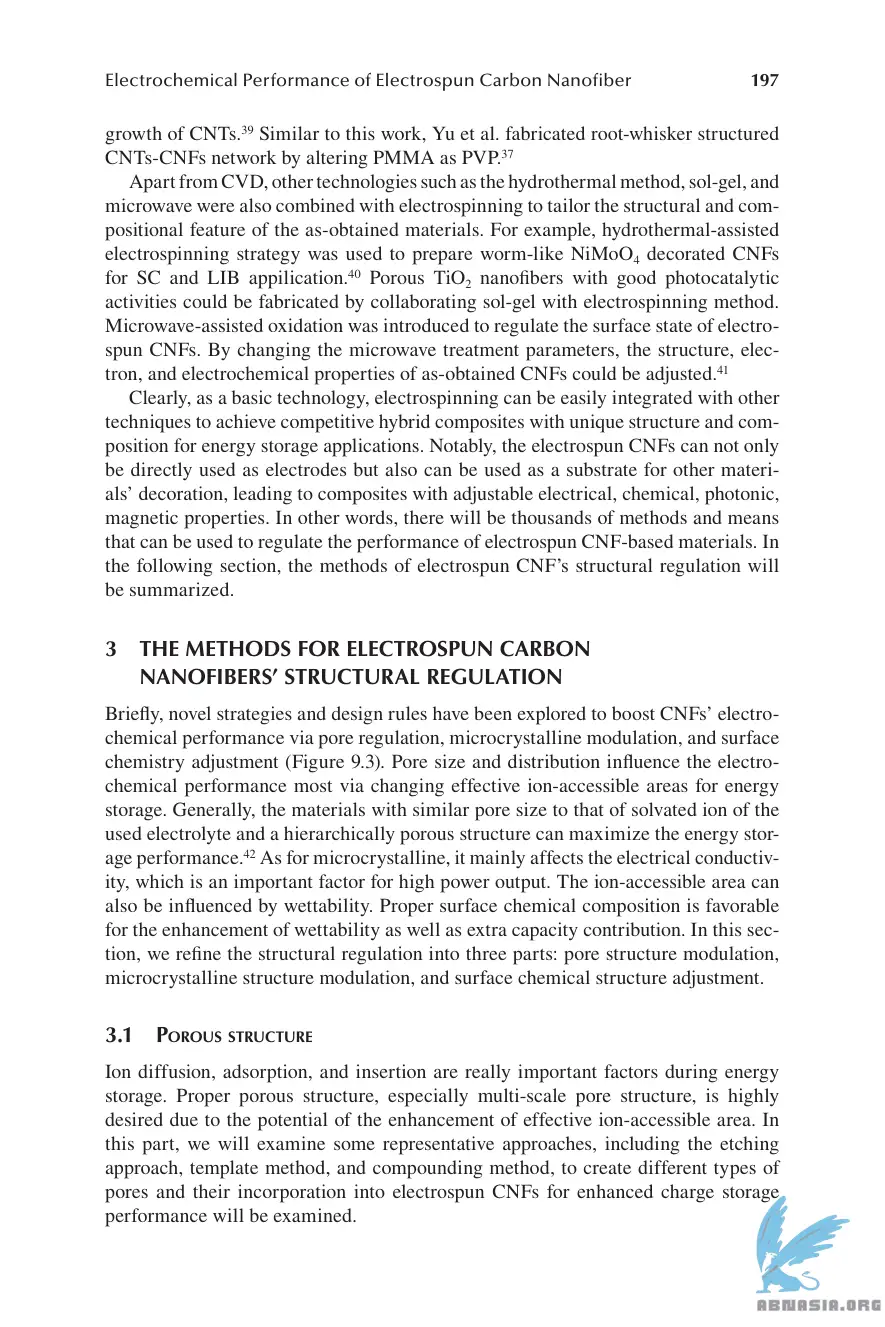 Electrochemical Performance of Electrospun Carbon Nanofiber 197
growth of CNTs.39 Similar to this work, Yu et al. fabricated root-whisker structured
CNTs-CNFs network by altering PMMA as PVP.37
Apart from CVD, other technologies such as the hydrothermal method, sol-gel, and
microwave were also combined with electrospinning to tailor the structural and com-
positional feature of the as-obtained materials. For example, hydrothermal-assisted
electrospinning strategy was used to prepare worm-like NiMoO4 decorated CNFs
for SC and LIB appilication.40 Porous TiO2 nanofibers with good photocatalytic
activities could be fabricated by collaborating sol-gel with electrospinning method.
Microwave-assisted oxidation was introduced to regulate the surface state of electro-
spun CNFs. By changing the microwave treatment parameters, the structure, elec-
tron, and electrochemical properties of as-obtained CNFs could be adjusted.41
Clearly, as a basic technology, electrospinning can be easily integrated with other
techniques to achieve competitive hybrid composites with unique structure and com-
position for energy storage applications. Notably, the electrospun CNFs can not only
be directly used as electrodes but also can be used as a substrate for other materi-
als' decoration, leading to composites with adjustable electrical, chemical, photonic,
magnetic properties. In other words, there will be thousands of methods and means
that can be used to regulate the performance of electrospun CNF-based materials. In
the following section, the methods of electrospun CNF's structural regulation will
be summarized.
3 THE METHODS FOR ELECTROSPUN CARBON
NANOFIBERS' STRUCTURAL REGULATION
Briefly, novel strategies and design rules have been explored to boost CNFs' electro-
chemical performance via pore regulation, microcrystalline modulation, and surface
chemistry adjustment (Figure 9.3). Pore size and distribution influence the electro-
chemical performance most via changing effective ion-accessible areas for energy
storage. Generally, the materials with similar pore size to that of solvated ion of the
used electrolyte and a hierarchically porous structure can maximize the energy stor-
age performance.42 As for microcrystalline, it mainly affects the electrical conductiv-
ity, which is an important factor for high power output. The ion-accessible area can
also be influenced by wettability. Proper surface chemical composition is favorable
for the enhancement of wettability as well as extra capacity contribution. In this sec-
tion, we refine the structural regulation into three parts: pore structure modulation,
microcrystalline structure modulation, and surface chemical structure adjustment.
3.1 Porous structure
Ion diffusion, adsorption, and insertion are really important factors during energy
storage. Proper porous structure, especially multi-scale pore structure, is highly
desired due to the potential of the enhancement of effective ion-accessible area. In
this part, we will examine some representative approaches, including the etching
approach, template method, and compounding method, to create different types of
pores and their incorporation into electrospun CNFs for enhanced charge storage
performance will be examined.
ABNASIA.ORG